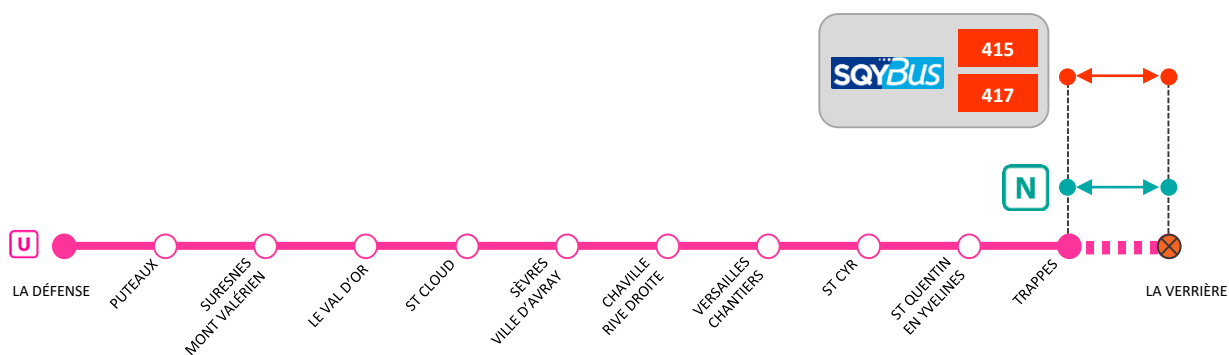 SQYBUS
415
417
N
U
LA DÉFENSE
PUTEAUX
SURESNES
MONT VALÉRIEN
LE VAL D'OR
ST CLOUD
SÈVRES
VILLE D'AVRAY
CHAVILLE
RIVE DROITE
VERSAILLES
CHANTIERS
ST CYR
ST QUENTIN
EN YVELINES
TRAPPES
LA VERRIÈRE